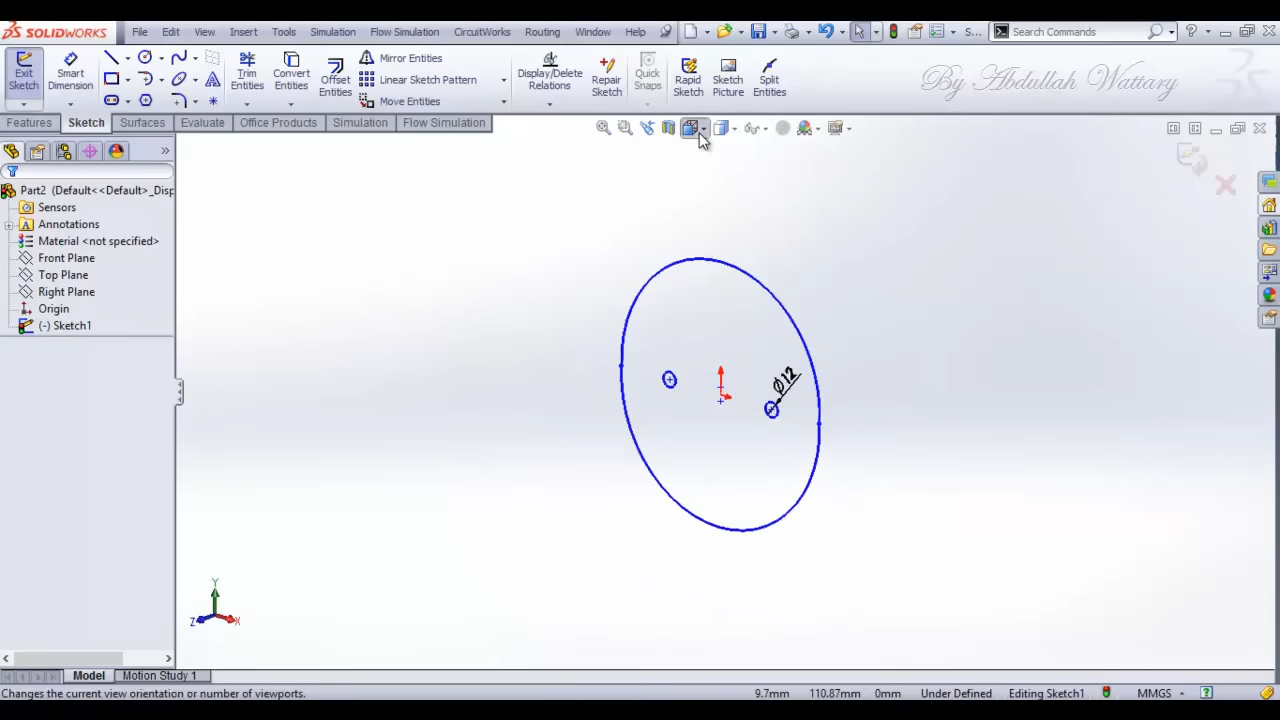 SOLIDWORKS File Edit View Insert Tools Simulation Flow Simulation CircuitWorks Routing Window Help S... Search Commands
Exit Sketch
Smart Dimension
Trim Entities
Convert Entities
Offset Entities
Mirror Entities
Linear Sketch Pattern
Move Entities
Display/Delete Relations
Repair Sketch
Quick Snaps
Rapid Sketch
Sketch Picture
Split Entities
By Abdullah Wattary
Features Sketch Surfaces Evaluate Office Products Simulation Flow Simulation
Part2 (Default<<Default>_Disp
Sensors
Annotations
Material <not specified>
Front Plane
Top Plane
Right Plane
Origin
(-) Sketch1
Ø12
Y
Z
X
Model Motion Study 1
Changes the current view orientation or number of viewports. 9.7mm 110.87mm 0mm Under Defined Editing Sketch1 MMGS